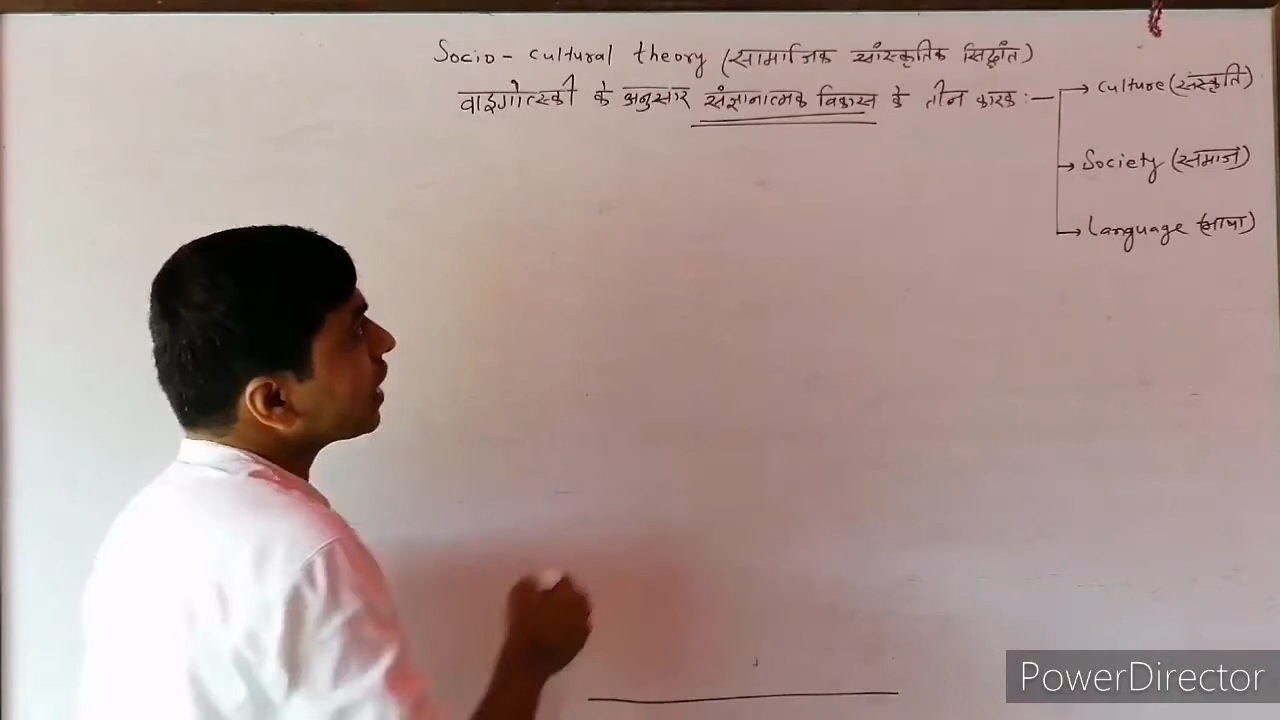 Socio - cultural theory (सामाजिक सांस्कृतिक सिद्धांत)
वाइगोत्स्की के अनुसार संज्ञानात्मक विकास के तीन कारक :-
→ Culture (संस्कृति)
→ Society (समाज)
→ Language (भाषा)
PowerDirector